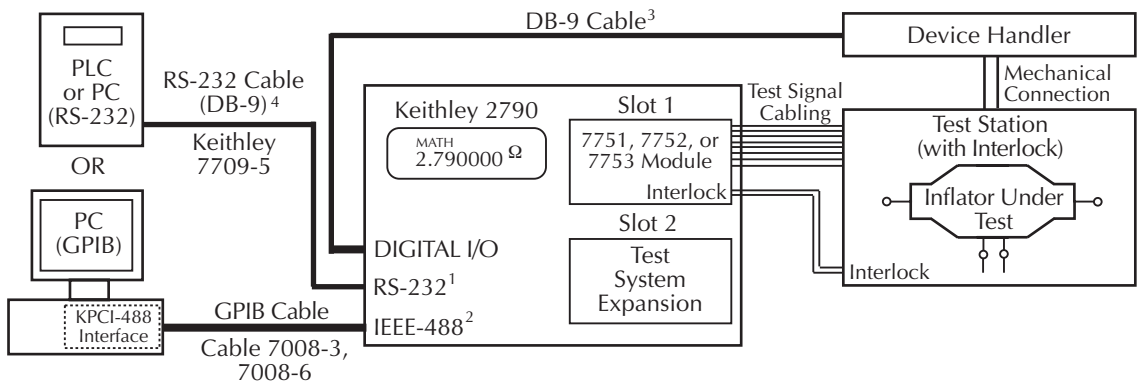 DB-9 Cable³
Device Handler
Mechanical
Connection
PLC
or PC
(RS-232)
RS-232 Cable
(DB-9)⁴
Keithley
7709-5
OR
PC
(GPIB)
KPCI-488
Interface
GPIB Cable
Cable 7008-3,
7008-6
Keithley 2790
MATH
2.790000 Ω
Slot 1
7751, 7752, or
7753 Module
Interlock
Slot 2
Test
System
Expansion
DIGITAL I/O
RS-232¹
IEEE-488²
Test Signal
Cabling
Test Station
(with Interlock)
Inflator Under
Test
Interlock